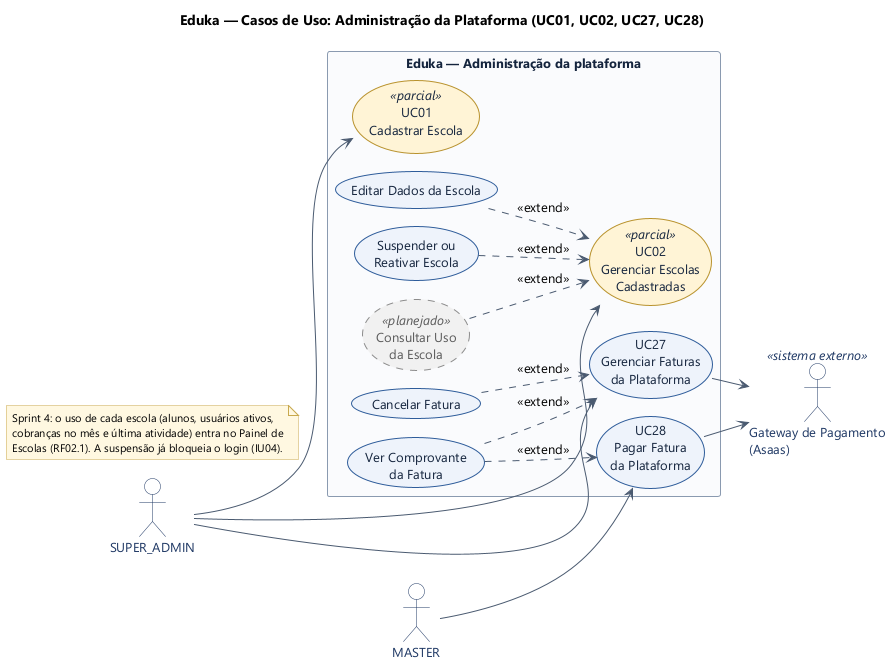 Eduka — Casos de Uso: Administração da Plataforma (UC01, UC02, UC27, UC28)
Eduka — Administração da plataforma
«parcial»
UC01
Cadastrar Escola
Editar Dados da Escola
«extend»
Suspender ou
Reativar Escola
«extend»
«parcial»
UC02
Gerenciar Escolas
Cadastradas
«extend»
«planejado»
Consultar Uso
da Escola
UC27
Gerenciar Faturas
da Plataforma
«extend»
Cancelar Fatura
«extend»
UC28
Pagar Fatura
da Plataforma
«extend»
Ver Comprovante
da Fatura
«sistema externo»
Gateway de Pagamento
(Asaas)
Sprint 4: o uso de cada escola (alunos, usuários ativos,
cobranças no mês e última atividade) entra no Painel de
Escolas (RF02.1). A suspensão já bloqueia o login (IU04).
SUPER_ADMIN
MASTER